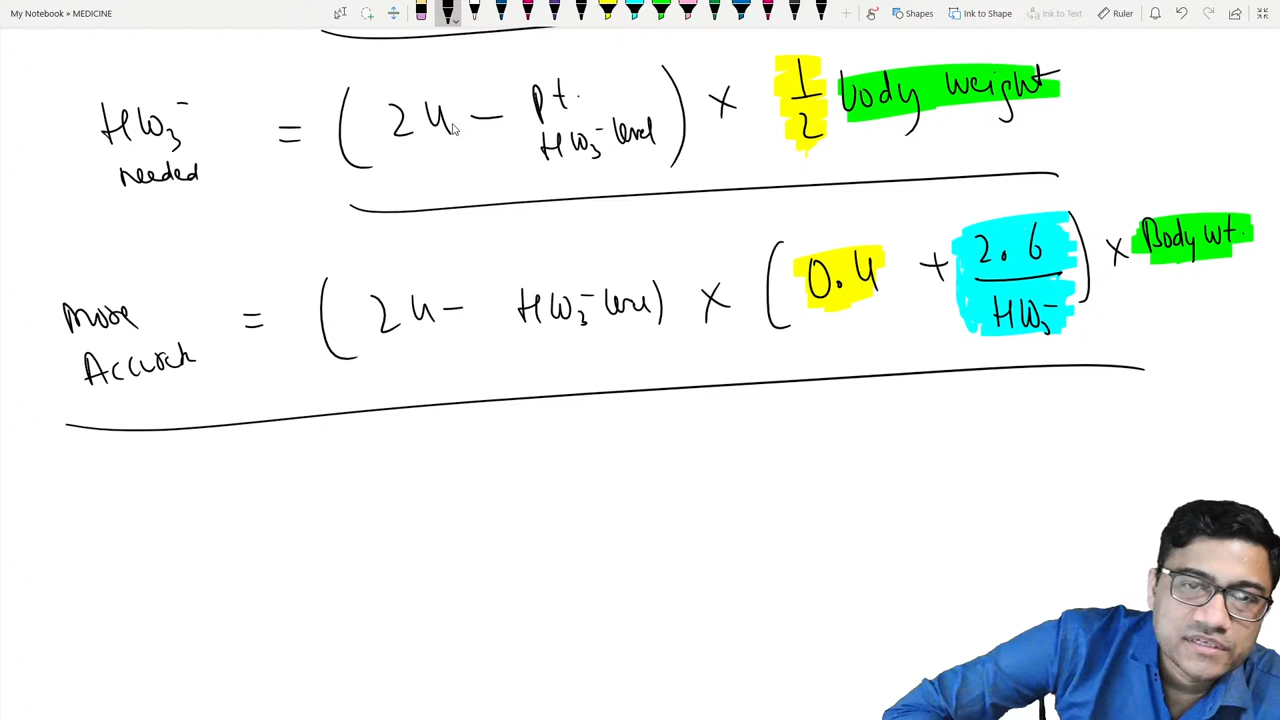 My Notebook » MEDICINE
Shapes Ink to Shape Ink to Text Ruler
HCO₃⁻ needed = (24 − pt. HCO₃⁻ level) × 1/2 body weight
more Accurate = (24 − HCO₃⁻ level) × (0.4 + 2.6/HCO₃⁻) × Body wt.